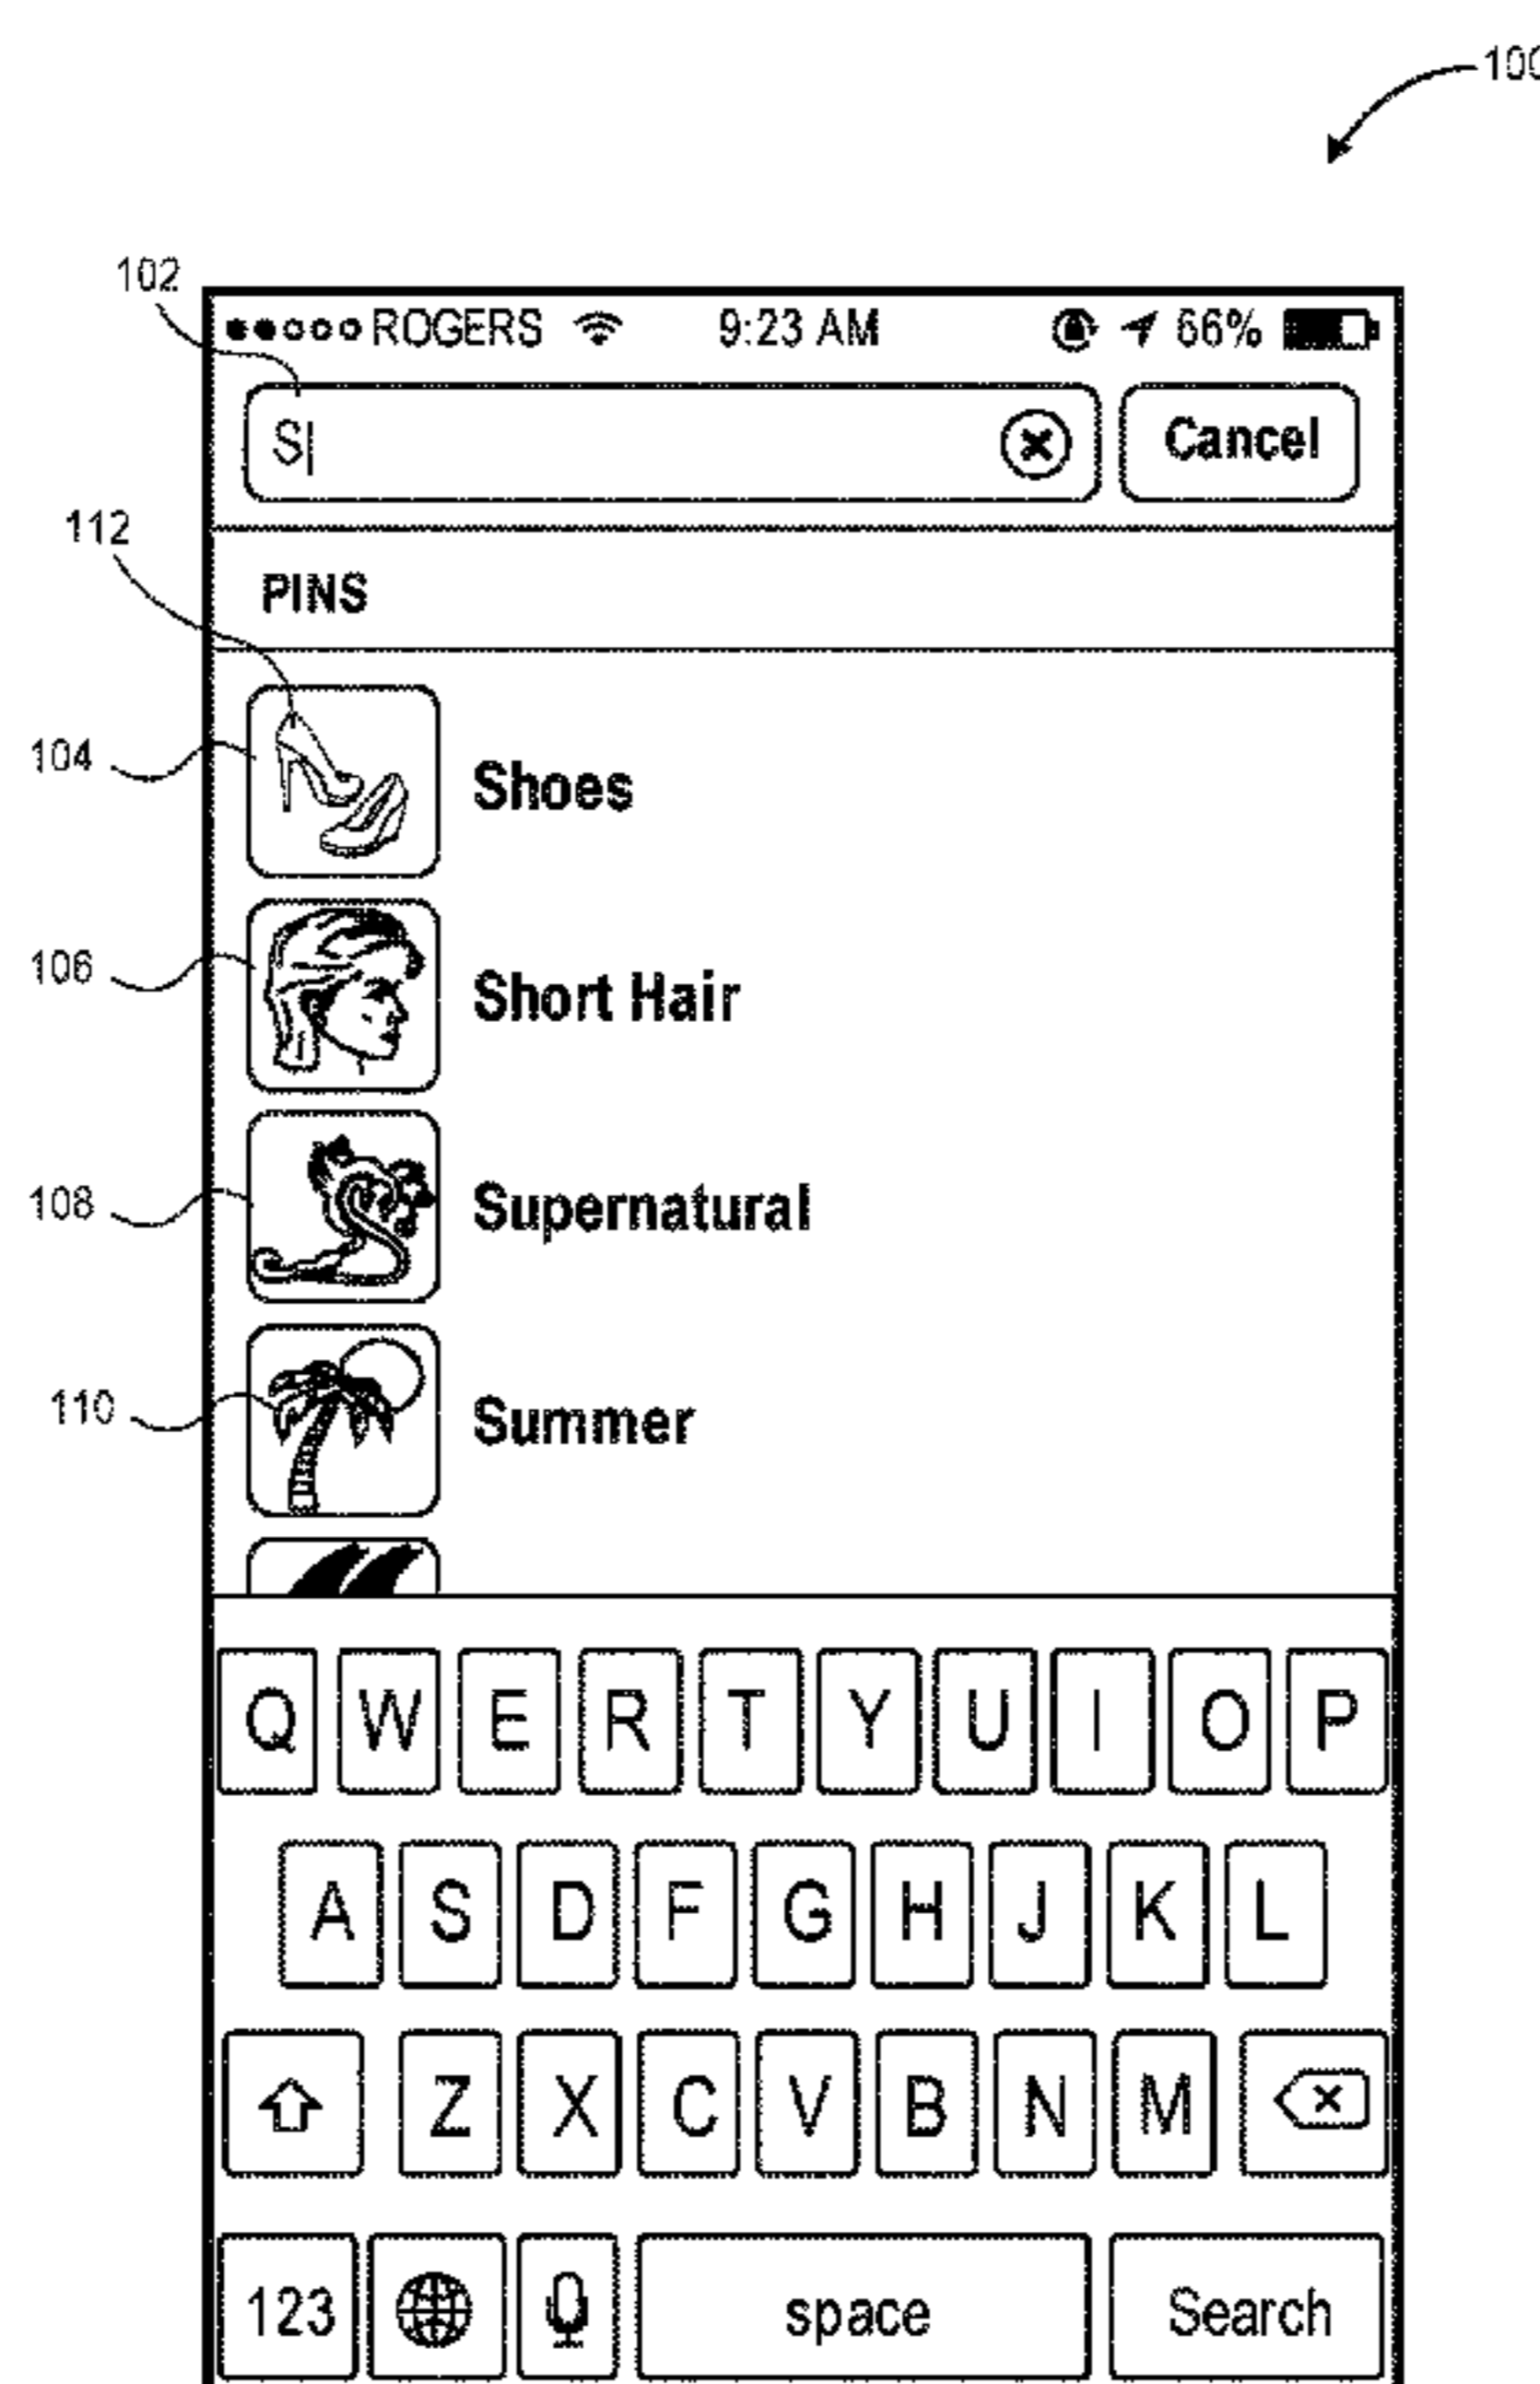 100
102
ROGERS 9:23 AM 66%
S Cancel
112
PINS
104 Shoes
106 Short Hair
108 Supernatural
110 Summer
Q W E R T Y U I O P
A S D F G H J K L
Z X C V B N M
123 space Search